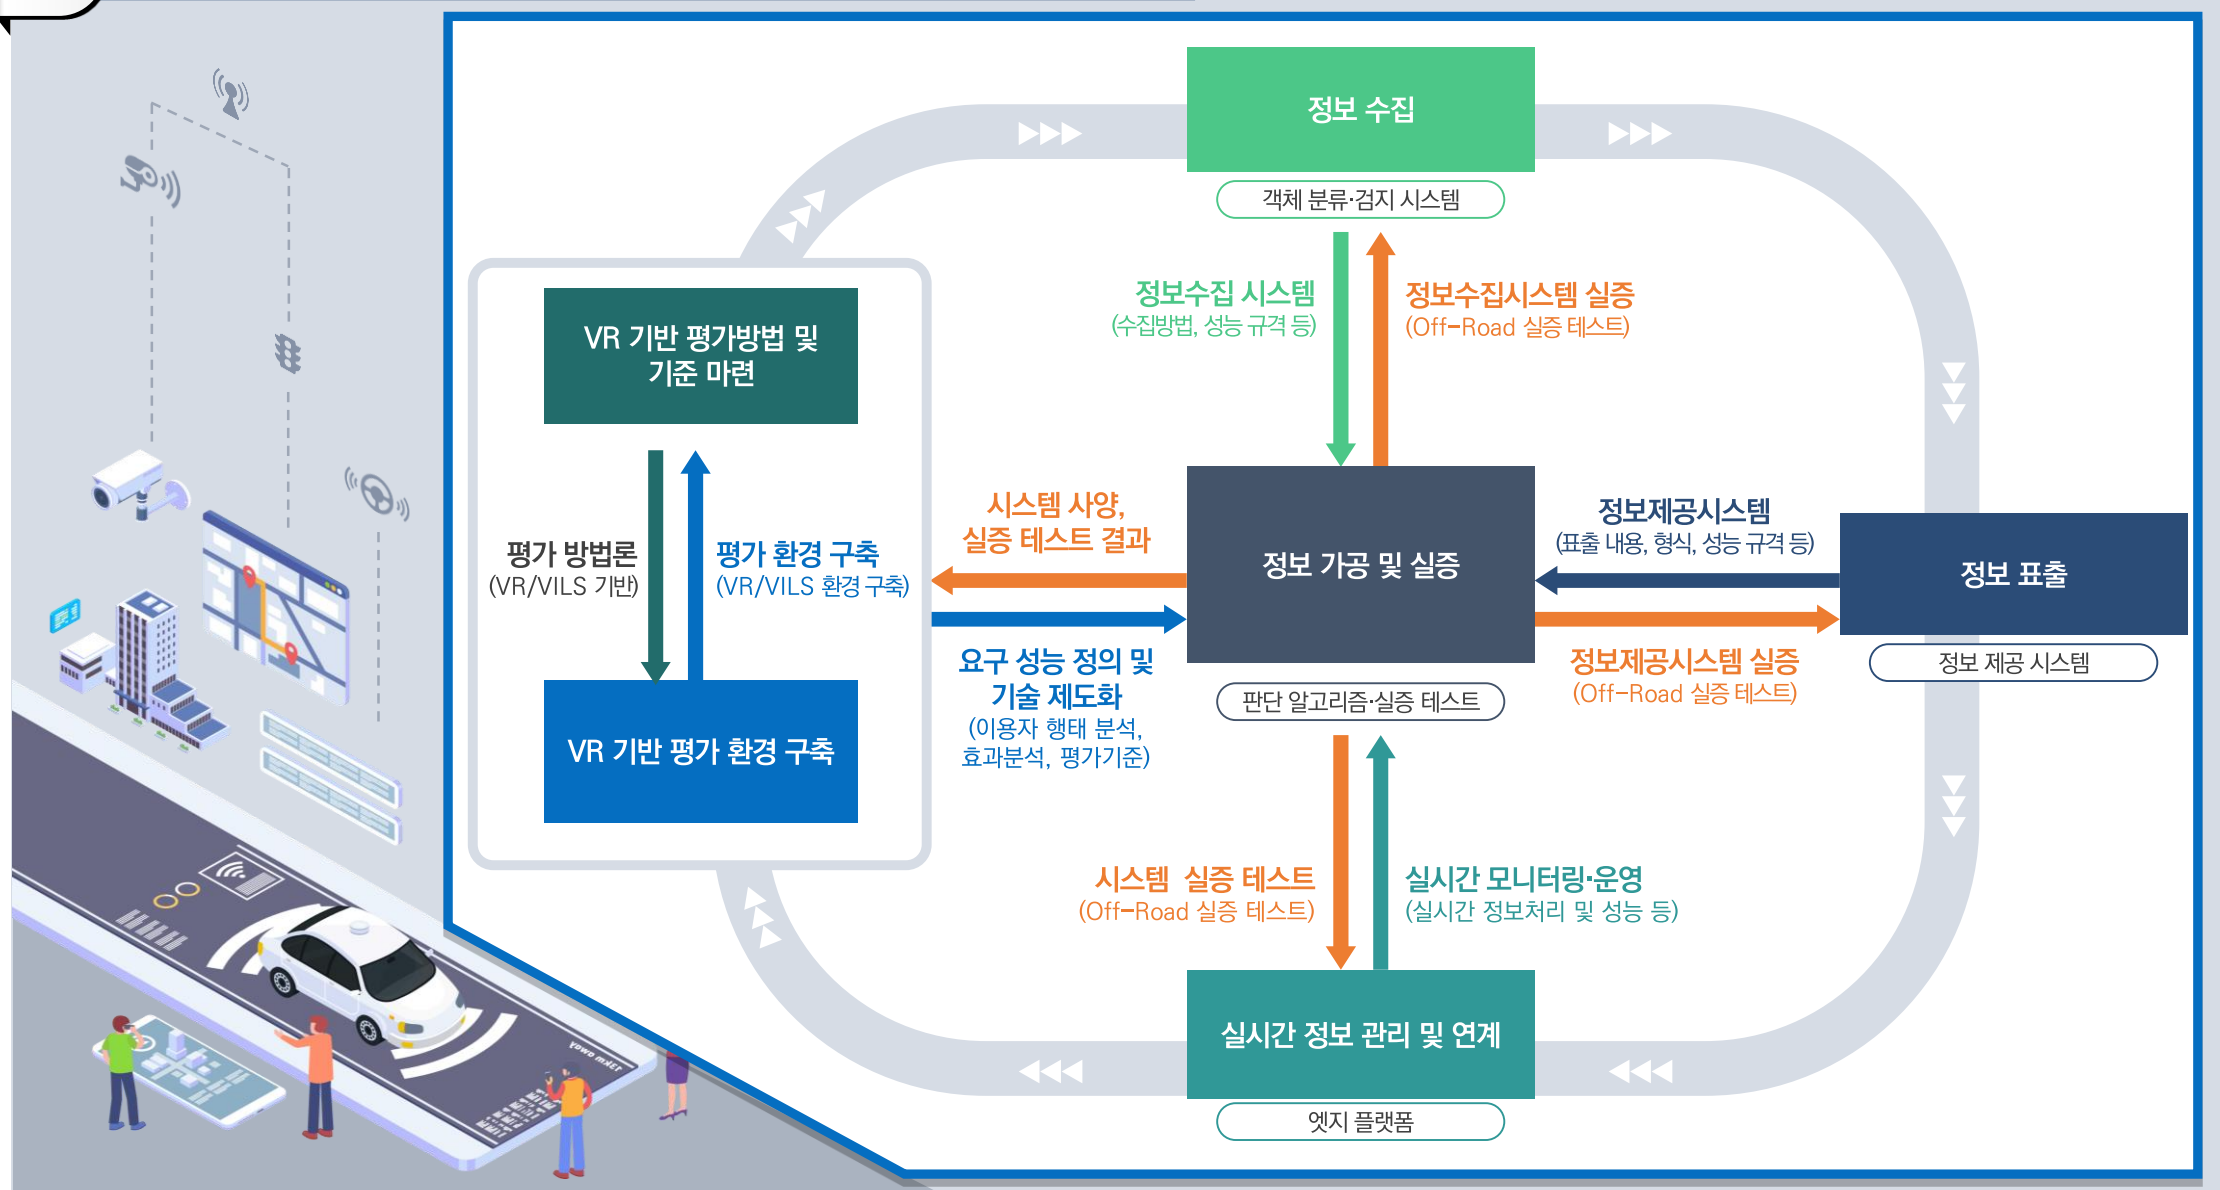 정보 수집
객체 분류·검지 시스템
정보수집 시스템
(수집방법, 성능 규격 등)
정보수집시스템 실증
(Off-Road 실증 테스트)
VR 기반 평가방법 및
기준 마련
평가 방법론
(VR/VILS 기반)
평가 환경 구축
(VR/VILS 환경 구축)
VR 기반 평가 환경 구축
시스템 사양,
실증 테스트 결과
요구 성능 정의 및
기술 제도화
(이용자 행태 분석,
효과분석, 평가기준)
정보 가공 및 실증
판단 알고리즘·실증 테스트
정보제공시스템
(표출 내용, 형식, 성능 규격 등)
정보제공시스템 실증
(Off-Road 실증 테스트)
정보 표출
정보 제공 시스템
시스템 실증 테스트
(Off-Road 실증 테스트)
실시간 모니터링·운영
(실시간 정보처리 및 성능 등)
실시간 정보 관리 및 연계
엣지 플랫폼